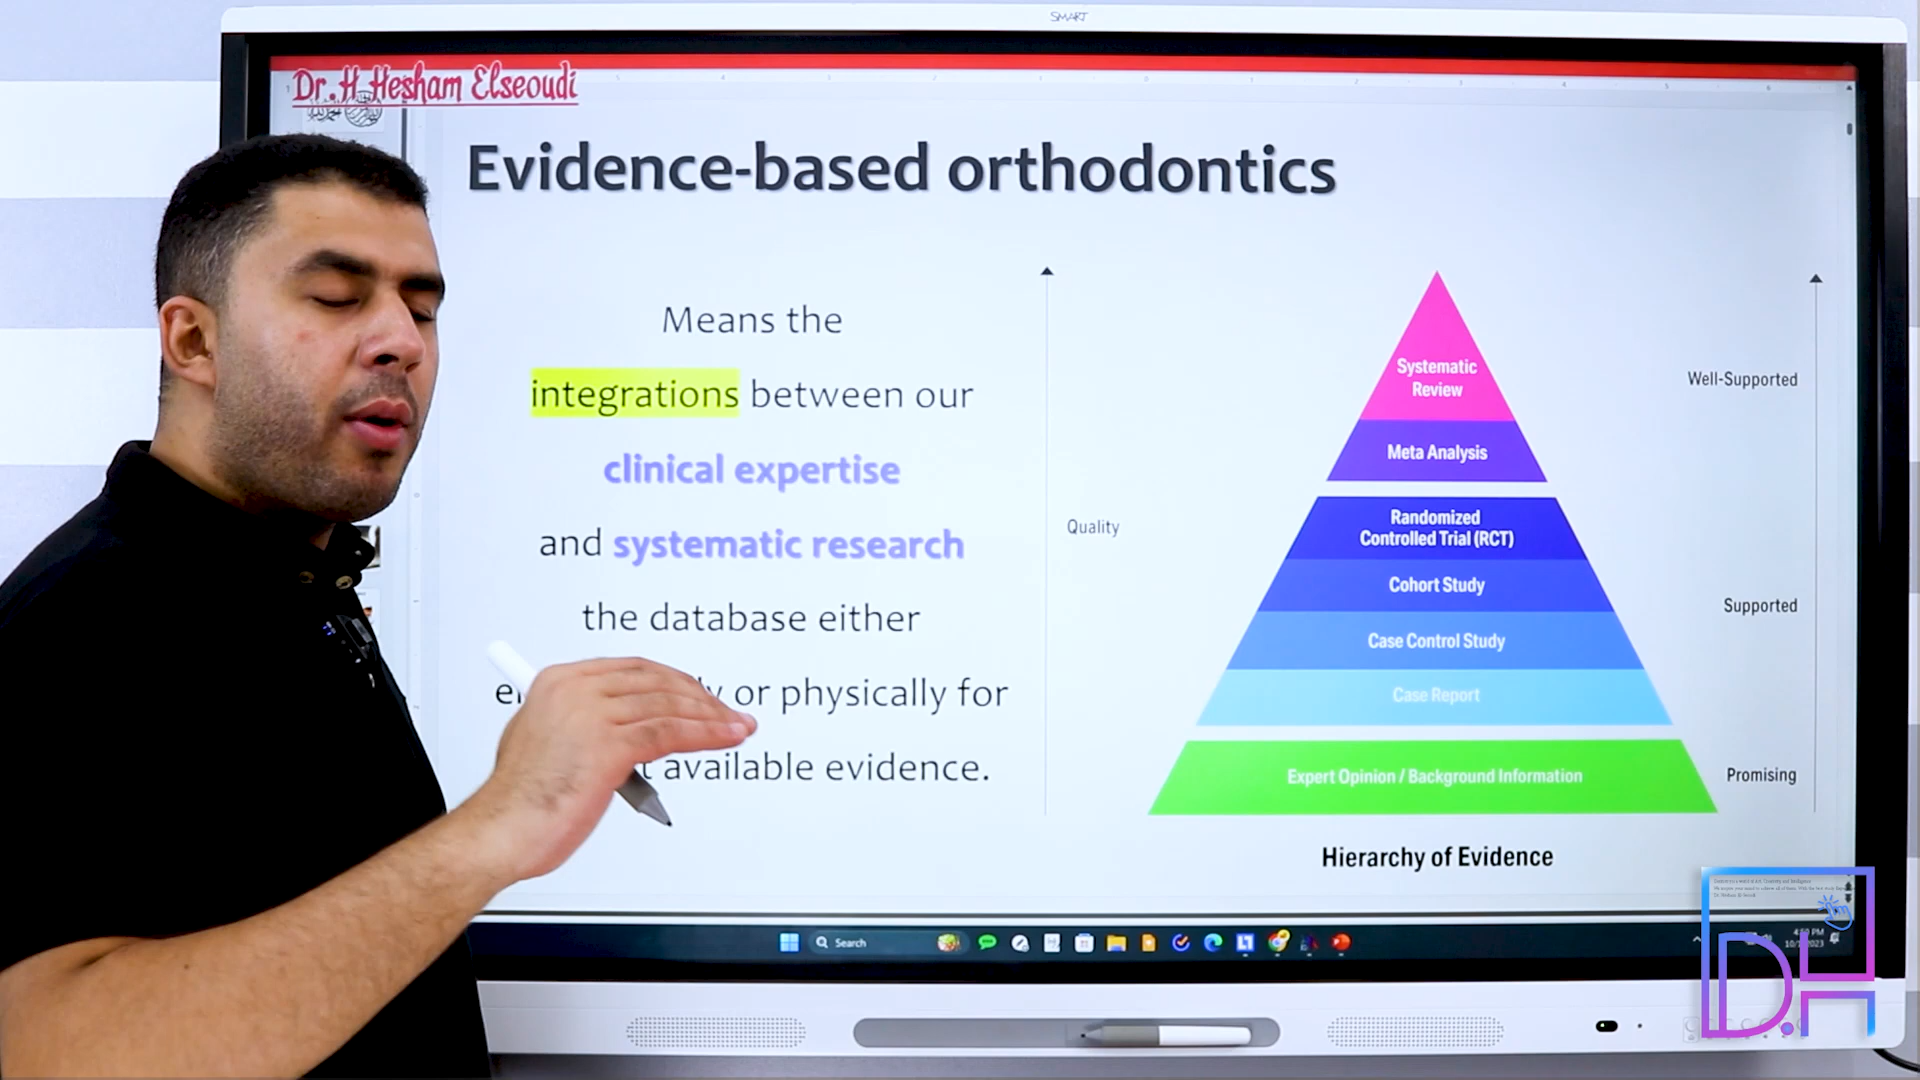 SMART
Dr. H Hesham Elseoudi
Evidence-based orthodontics
Means the
integrations between our
clinical expertise
and systematic research
the database either
or physically for
available evidence.
Quality
Systematic
Review
Meta Analysis
Randomized
Controlled Trial (RCT)
Cohort Study
Case Control Study
Case Report
Expert Opinion / Background Information
Well-Supported
Supported
Promising
Hierarchy of Evidence
Search
D.H